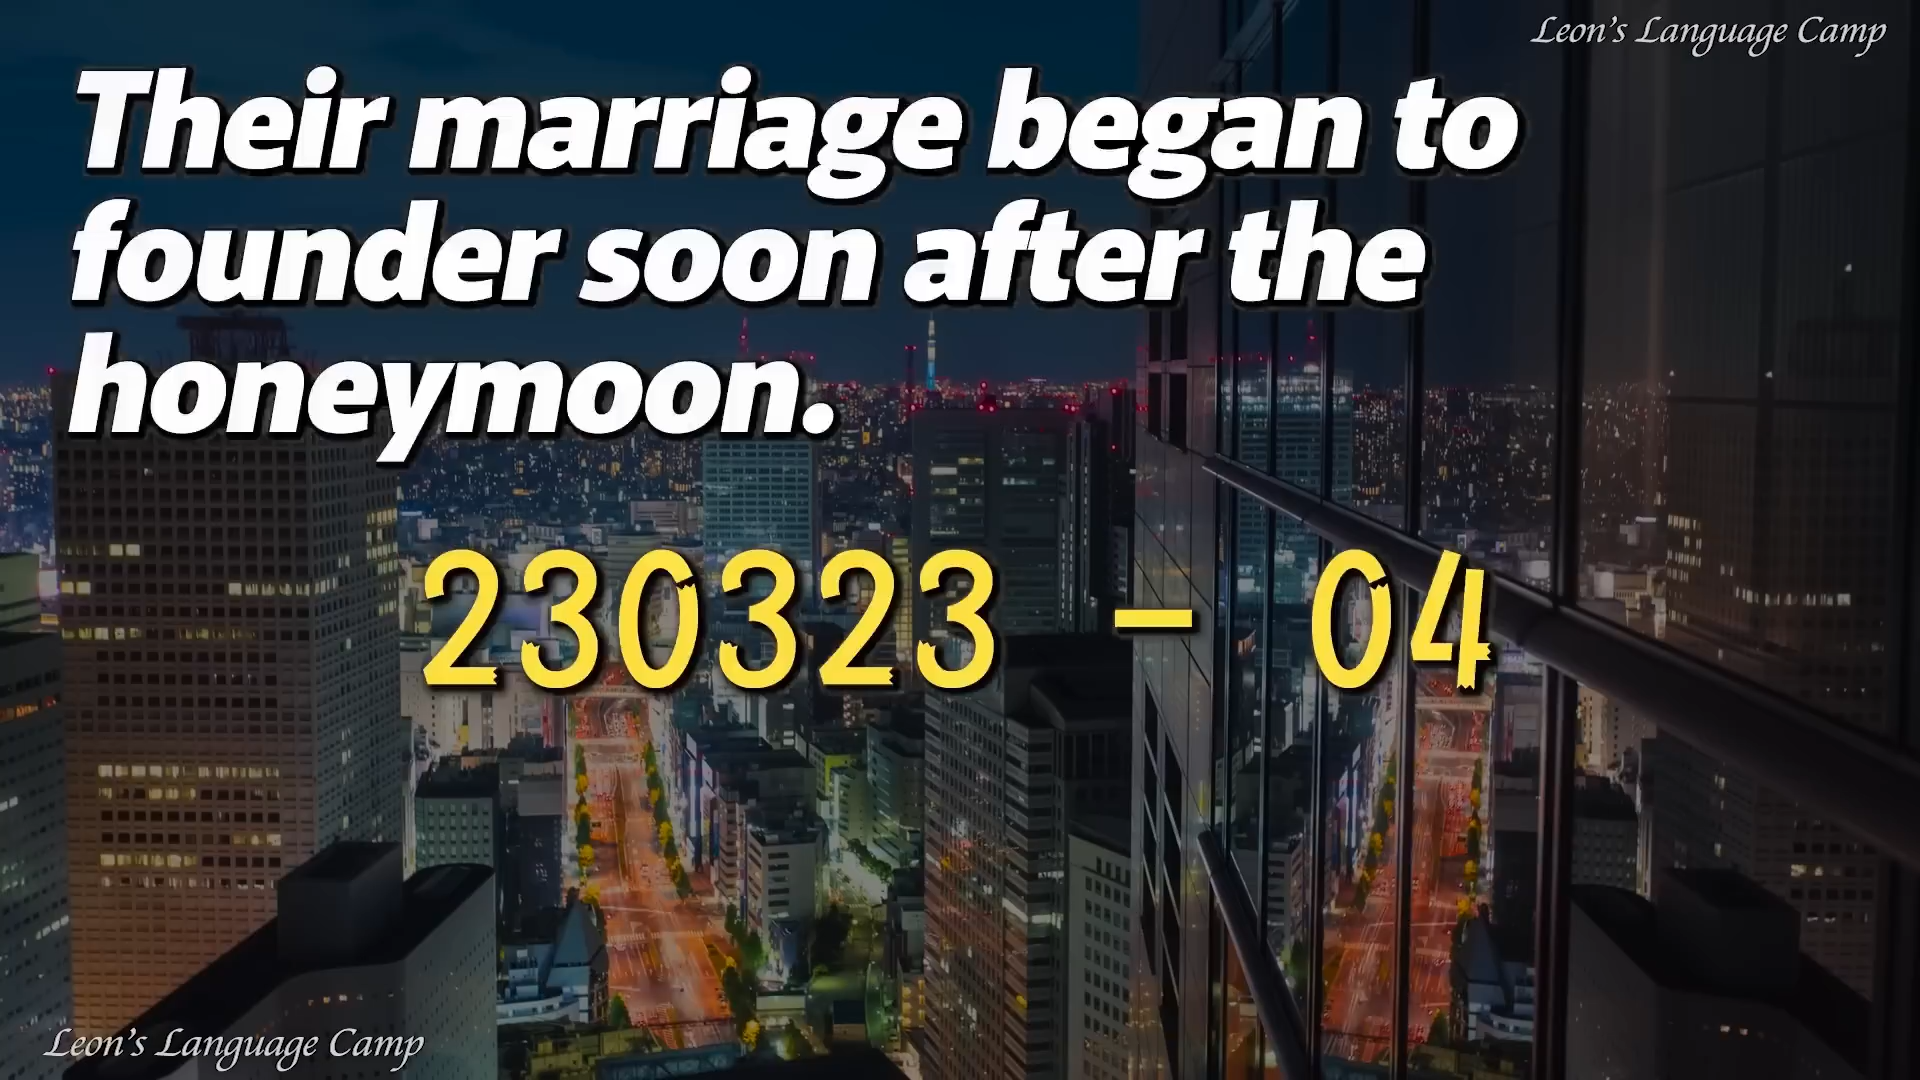 Leon's Language Camp
Their marriage began to
founder soon after the
honeymoon.
230323 - 04
Leon's Language Camp